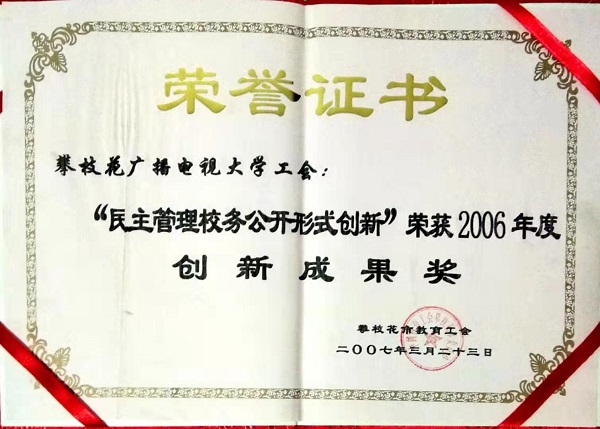 荣誉证书
攀枝花广播电视大学工会：
“民主管理校务公开形式创新”荣获2006年度
创新成果奖
攀枝花市教育工会
二〇〇七年三月二十三日